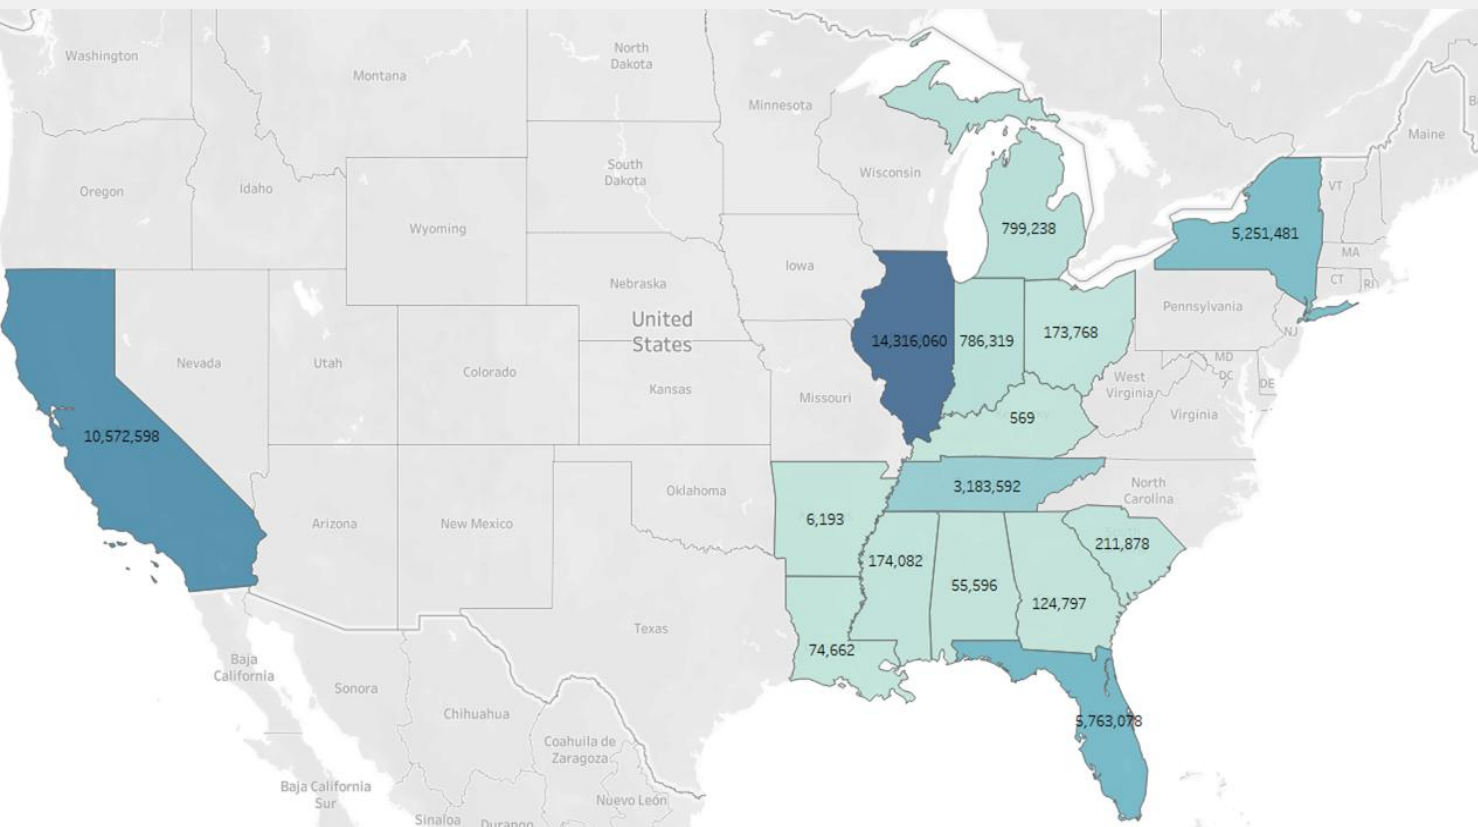 Washington
North
Dakota
Montana
Minnesota
Maine
South
Dakota
Wisconsin
Oregon
Idaho
VT
Wyoming
799,238
5,251,481
MA
Iowa
Nebraska
CT
RI
Pennsylvania
United
States
14,316,060
786,319
173,768
NJ
Nevada
Utah
Colorado
Kansas
Missouri
MD
DC
West
Virginia
DE
Virginia
569
10,572,598
3,183,592
North
Carolina
Oklahoma
Arizona
New Mexico
6,193
211,878
174,082
55,596
124,797
Texas
74,662
Baja
California
Sonora
Chihuahua
5,763,078
Coahuila de
Zaragoza
Baja California
Sur
Nuevo León
Sinaloa
Durango